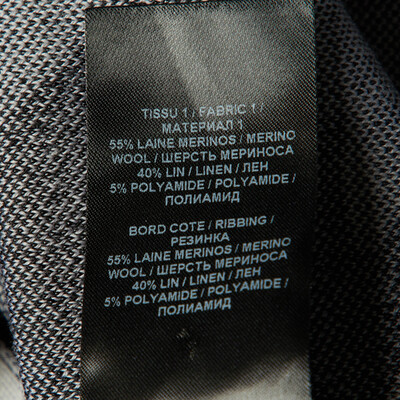 TISSU 1 / FABRIC 1 /
МАТЕРИАЛ 1
55% LAINE MERINOS / MERINO
WOOL / ШЕРСТЬ МЕРИНОСА
40% LIN / LINEN / ЛЕН
5% POLYAMIDE / POLYAMIDE /
ПОЛИАМИД
BORD COTE / RIBBING /
РЕЗИНКА
55% LAINE MERINOS / MERINO
WOOL / ШЕРСТЬ МЕРИНОСА
40% LIN / LINEN / ЛЕН
5% POLYAMIDE / POLYAMIDE /
ПОЛИАМИД